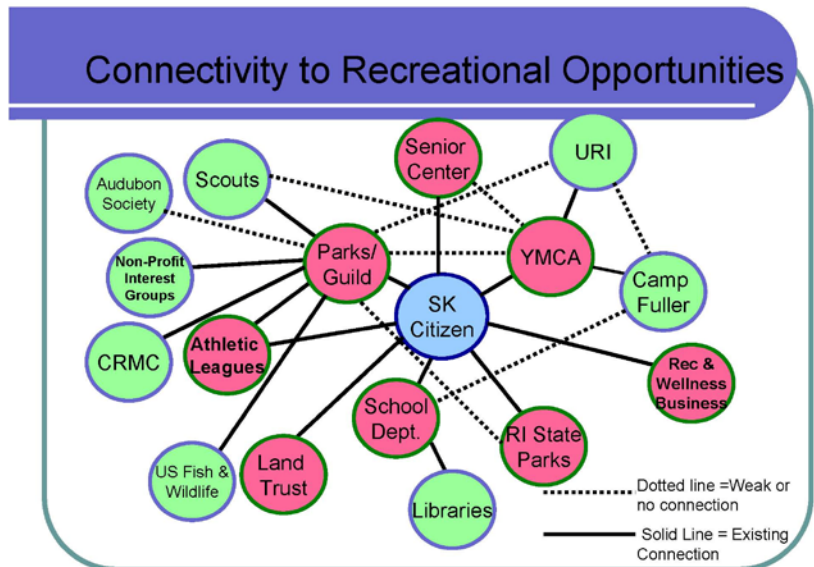 Connectivity to Recreational Opportunities
Senior
Center
URI
Scouts
Audubon
Society
Parks/
Guild
YMCA
Non-Profit
Interest
Groups
Camp
Fuller
SK
Citizen
CRMC
Athletic
Leagues
Rec &
Wellness
Business
School
Dept.
RI State
Parks
US Fish &
Wildlife
Land
Trust
Libraries
Dotted line =Weak or
no connection
Solid Line = Existing
Connection